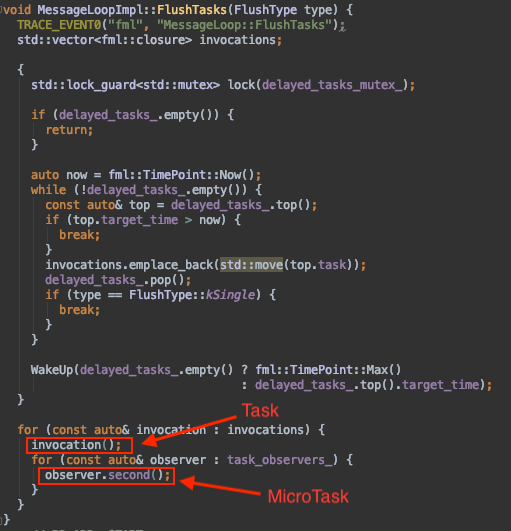 void MessageLoopImpl::FlushTasks(FlushType type) {
  TRACE_EVENT0("fml", "MessageLoop::FlushTasks");
  std::vector<fml::closure> invocations;
  {
    std::lock_guard<std::mutex> lock(delayed_tasks_mutex_);
    if (delayed_tasks_.empty()) {
      return;
    }
    auto now = fml::TimePoint::Now();
    while (!delayed_tasks_.empty()) {
      const auto& top = delayed_tasks_.top();
      if (top.target_time > now) {
        break;
      }
      invocations.emplace_back(std::move(top.task));
      delayed_tasks_.pop();
      if (type == FlushType::kSingle) {
        break;
      }
    }
    WakeUp(delayed_tasks_.empty() ? fml::TimePoint::Max()
                                  : delayed_tasks_.top().target_time);
  }
Task
  for (const auto& invocation : invocations) {
    invocation();
    for (const auto& observer : task_observers_) {
      observer.second();
MicroTask
    }
  }
}